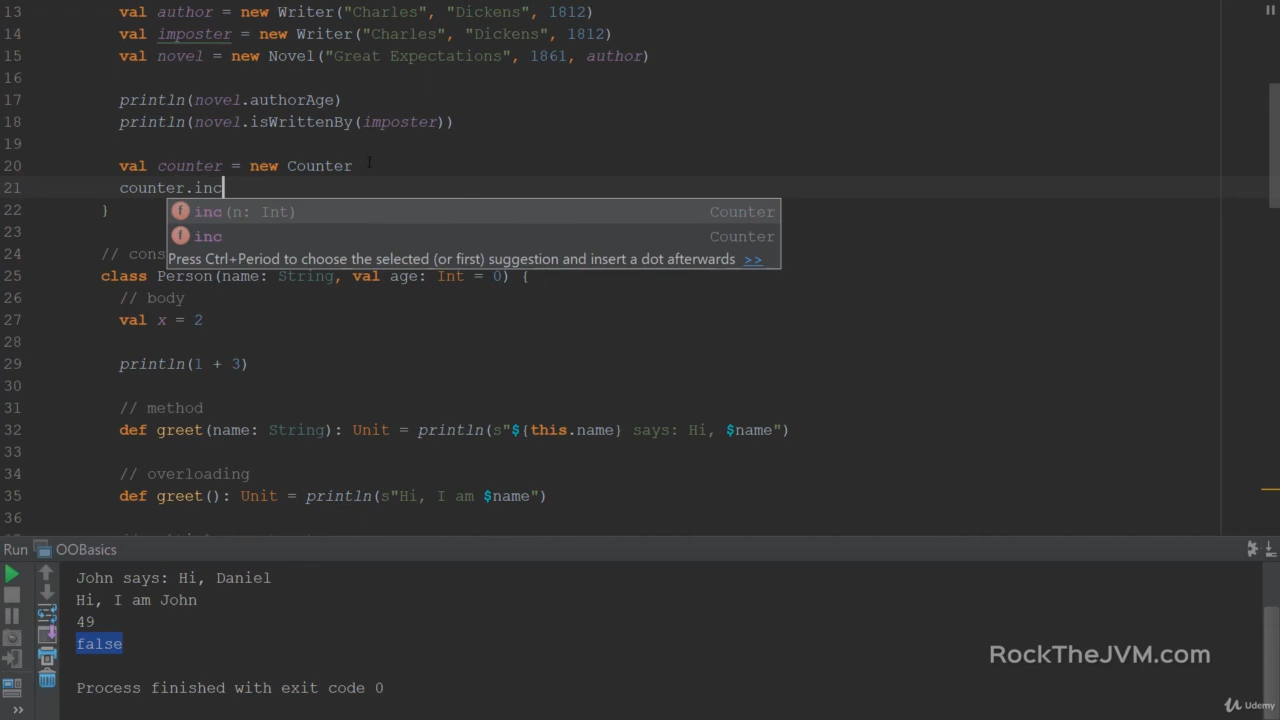 13 val author = new Writer("Charles", "Dickens", 1812)
14 val imposter = new Writer("Charles", "Dickens", 1812)
15 val novel = new Novel("Great Expectations", 1861, author)
16
17 println(novel.authorAge)
18 println(novel.isWrittenBy(imposter))
19
20 val counter = new Counter
21 counter.inc
22 }
inc(n: Int) Counter
23
inc Counter
24 // cons
Press Ctrl+Period to choose the selected (or first) suggestion and insert a dot afterwards >>
25 class Person(name: String, val age: Int = 0) {
26 // body
27 val x = 2
28
29 println(1 + 3)
30
31 // method
32 def greet(name: String): Unit = println(s"${this.name} says: Hi, $name")
33
34 // overloading
35 def greet(): Unit = println(s"Hi, I am $name")
36
Run OOBasics
John says: Hi, Daniel
Hi, I am John
49
false
RockTheJVM.com
Process finished with exit code 0
Udemy